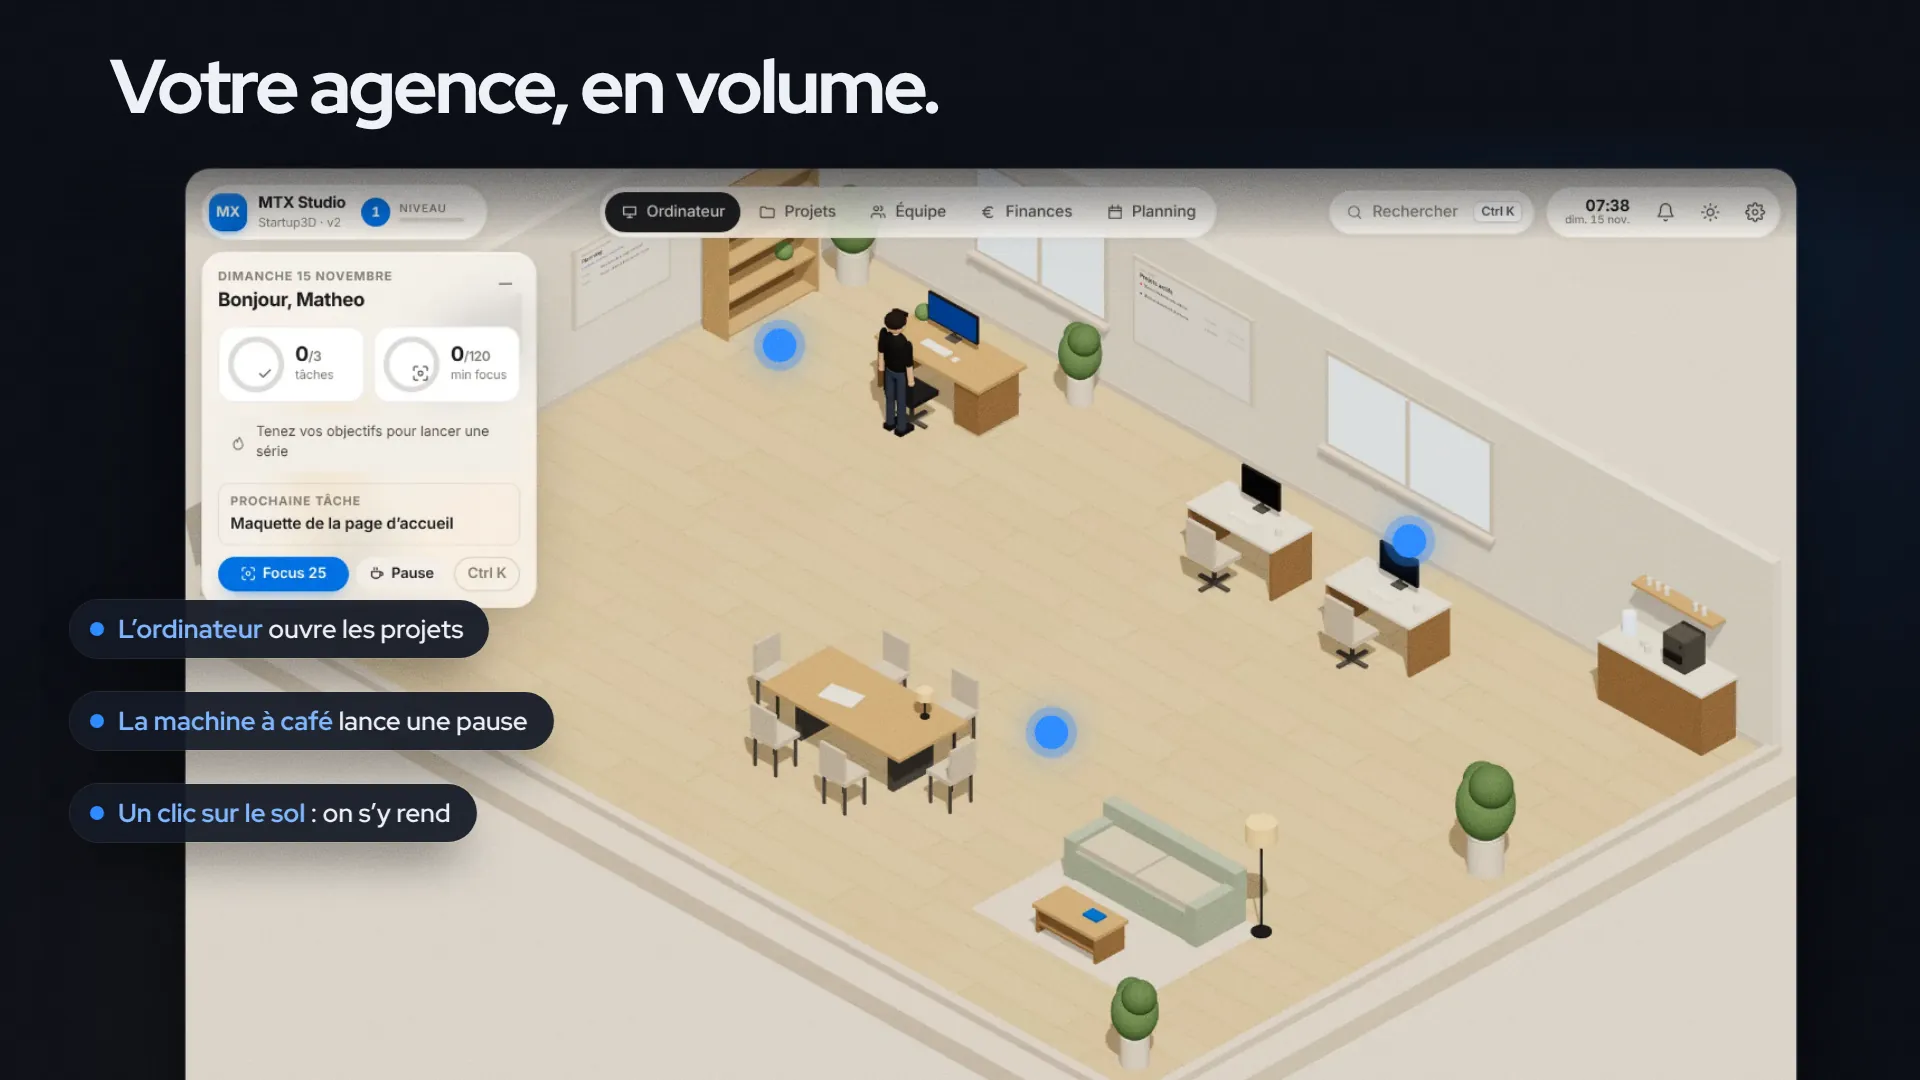 Votre agence, en volume.
MX
MTX Studio
Startup3D · v2
1
NIVEAU
Ordinateur
Projets
Équipe
Finances
Planning
Rechercher
Ctrl K
07:38
dim. 15 nov.
DIMANCHE 15 NOVEMBRE
Bonjour, Matheo
0/3
tâches
0/120
min focus
Tenez vos objectifs pour lancer une
série
PROCHAINE TÂCHE
Maquette de la page d’accueil
Focus 25
Pause
Ctrl K
L’ordinateur ouvre les projets
La machine à café lance une pause
Un clic sur le sol : on s’y rend